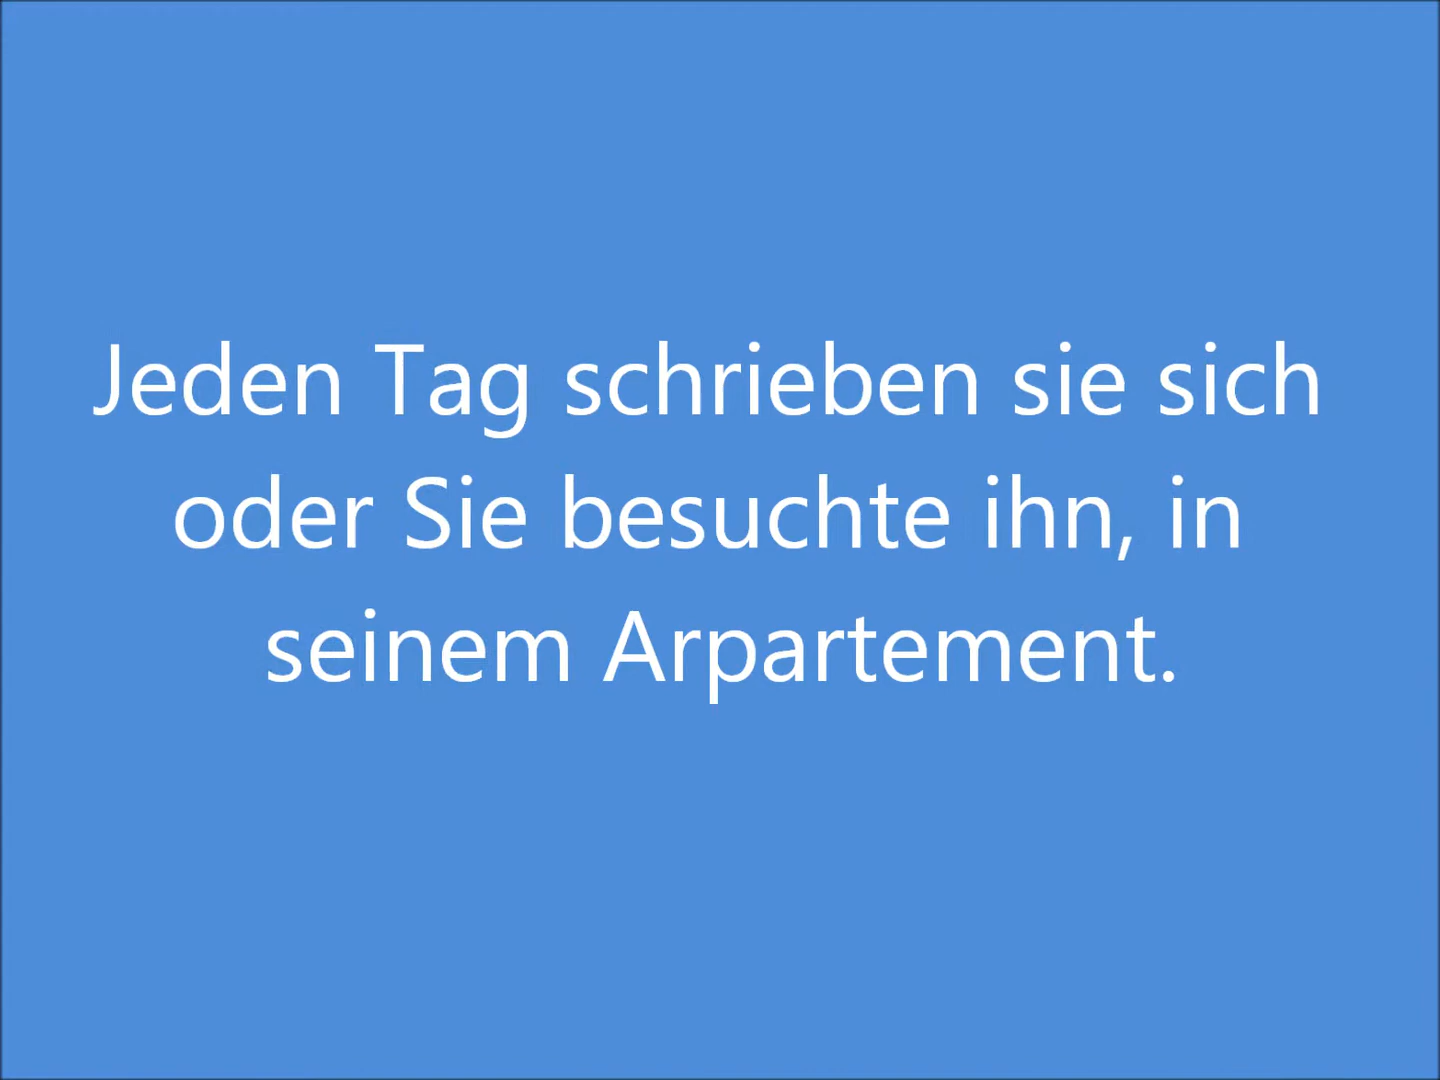 Jeden Tag schrieben sie sich
oder Sie besuchte ihn, in
seinem Arpartement.